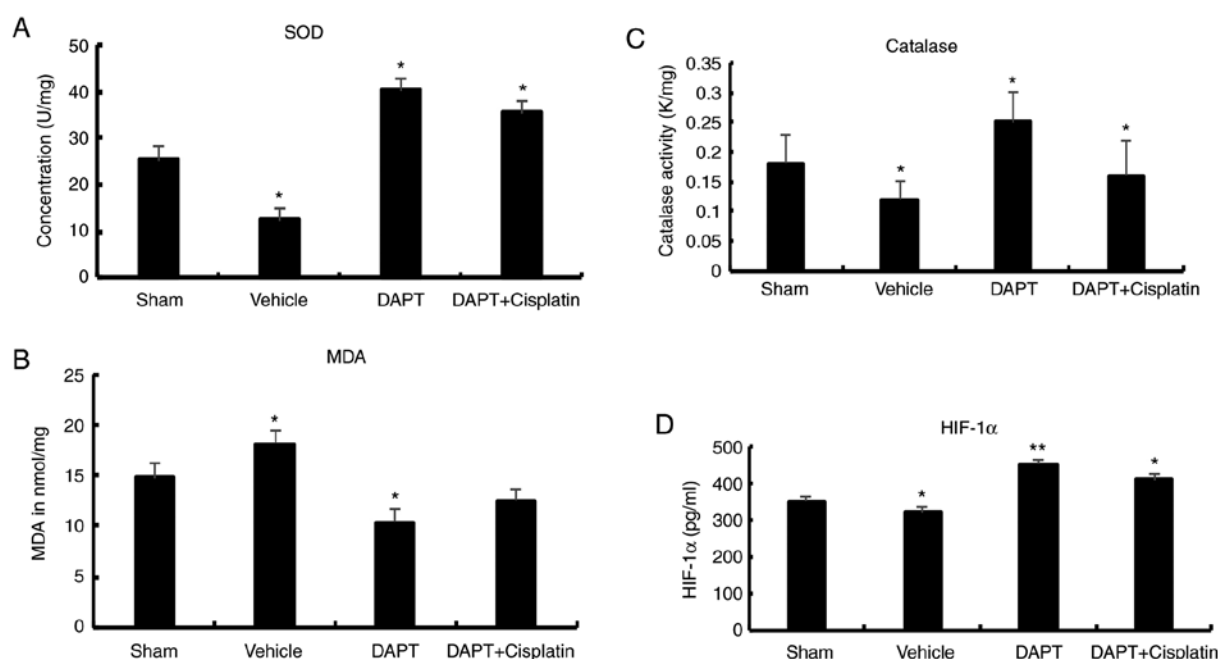 A
SOD
Concentration (U/mg)
50
40
30
20
10
0
*
*
*
Sham Vehicle DAPT DAPT+Cisplatin
B
MDA
MDA in nmol/mg
25
20
15
10
5
0
*
*
Sham Vehicle DAPT DAPT+Cisplatin
C
Catalase
Catalase activity (K/mg)
0.35
0.3
0.25
0.2
0.15
0.1
0.05
0
*
*
*
Sham Vehicle DAPT DAPT+Cisplatin
D
HIF-1α
HIF-1α (pg/ml)
500
400
300
200
100
0
*
**
*
Sham Vehicle DAPT DAPT+Cisplatin